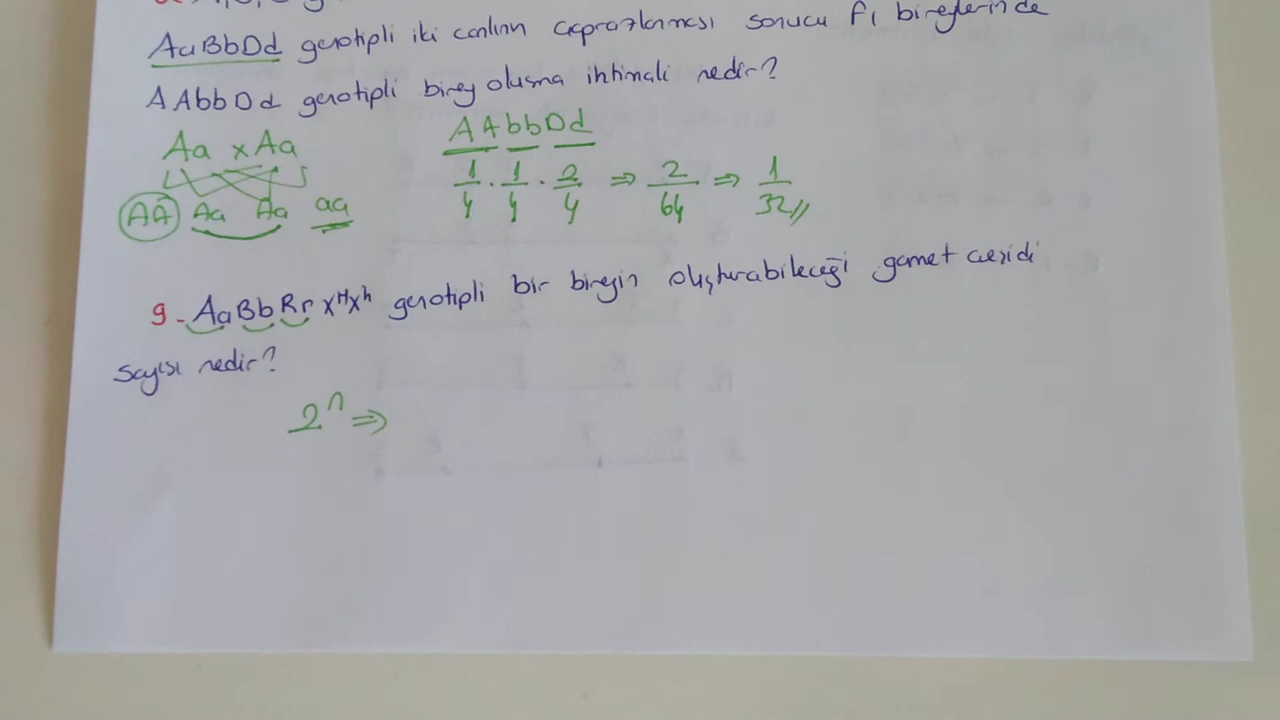 AaBbDd genotipli iki canlının çaprazlanması sonucu F1 bireylerinde
AAbbDd genotipli birey oluşma ihtimali nedir?
Aa x Aa
AAbbDd
1/4 . 1/4 . 2/4 ⇒ 2/64 ⇒ 1/32//
AA Aa Aa aa
9- AaBbRr XᴴXʰ genotipli bir bireyin oluşturabileceği gamet çeşidi
sayısı nedir?
2ⁿ ⇒